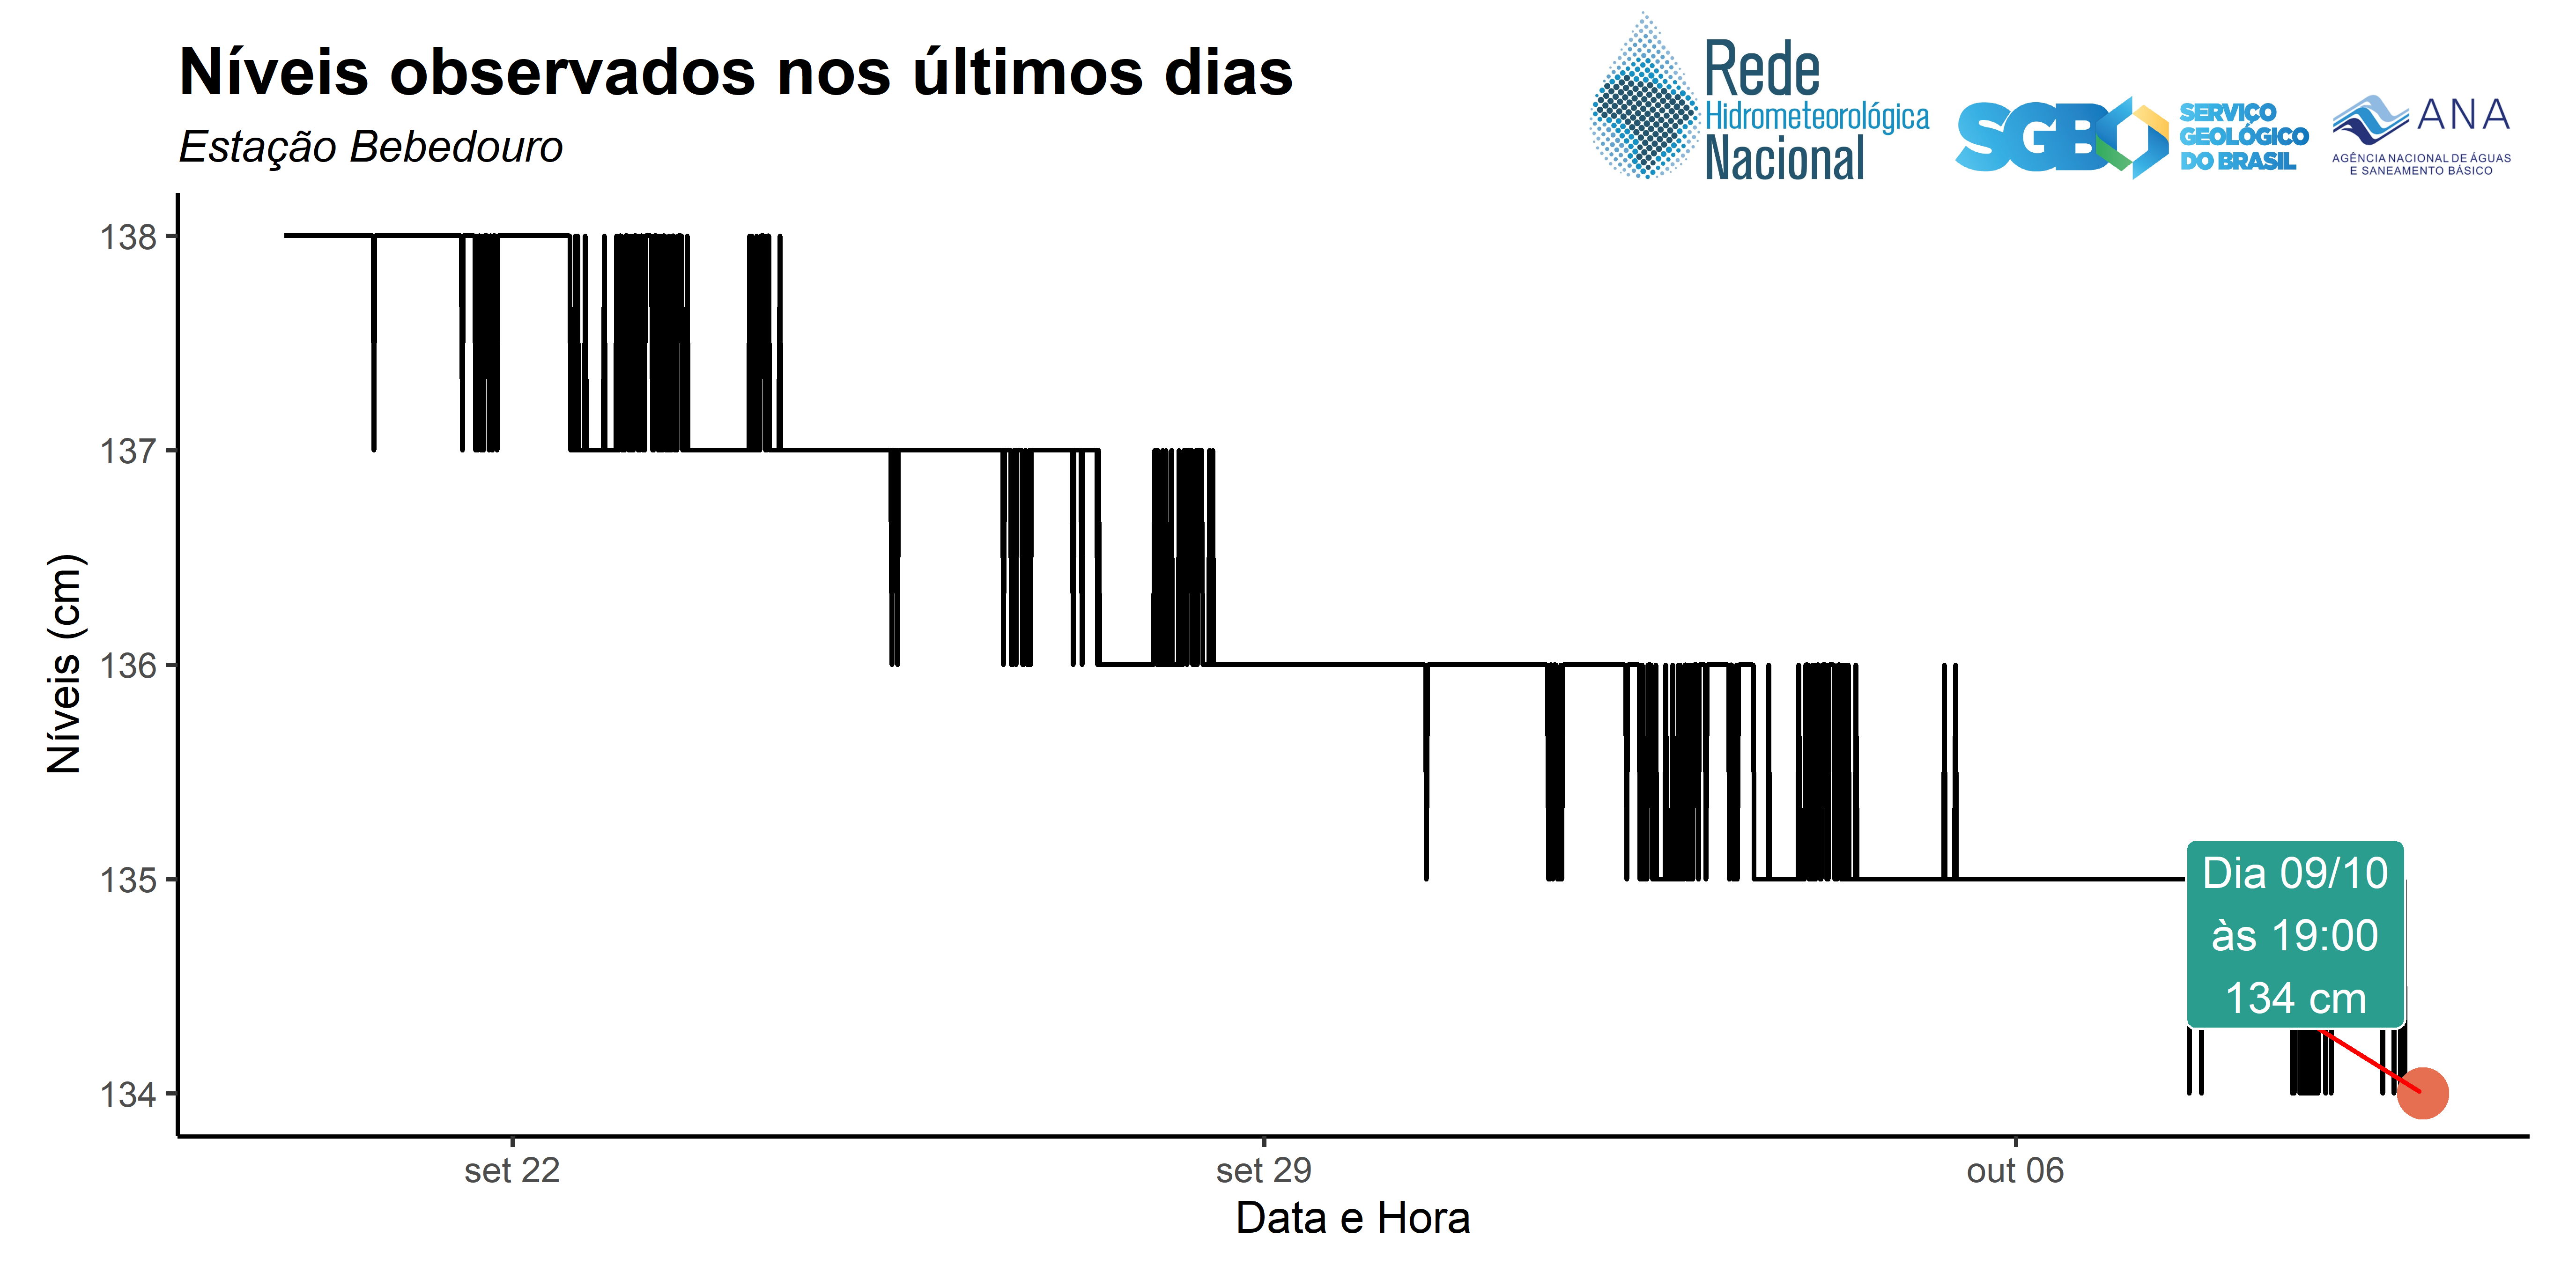 Níveis observados nos últimos dias
Estação Bebedouro
Rede
Hidrometeorológica
Nacional
SGB
SERVIÇO
GEOLÓGICO
DO BRASIL
ANA
AGÊNCIA NACIONAL DE ÁGUAS
E SANEAMENTO BÁSICO
Níveis (cm)
138
137
136
135
134
Dia 09/10
às 19:00
134 cm
set 22
set 29
out 06
Data e Hora